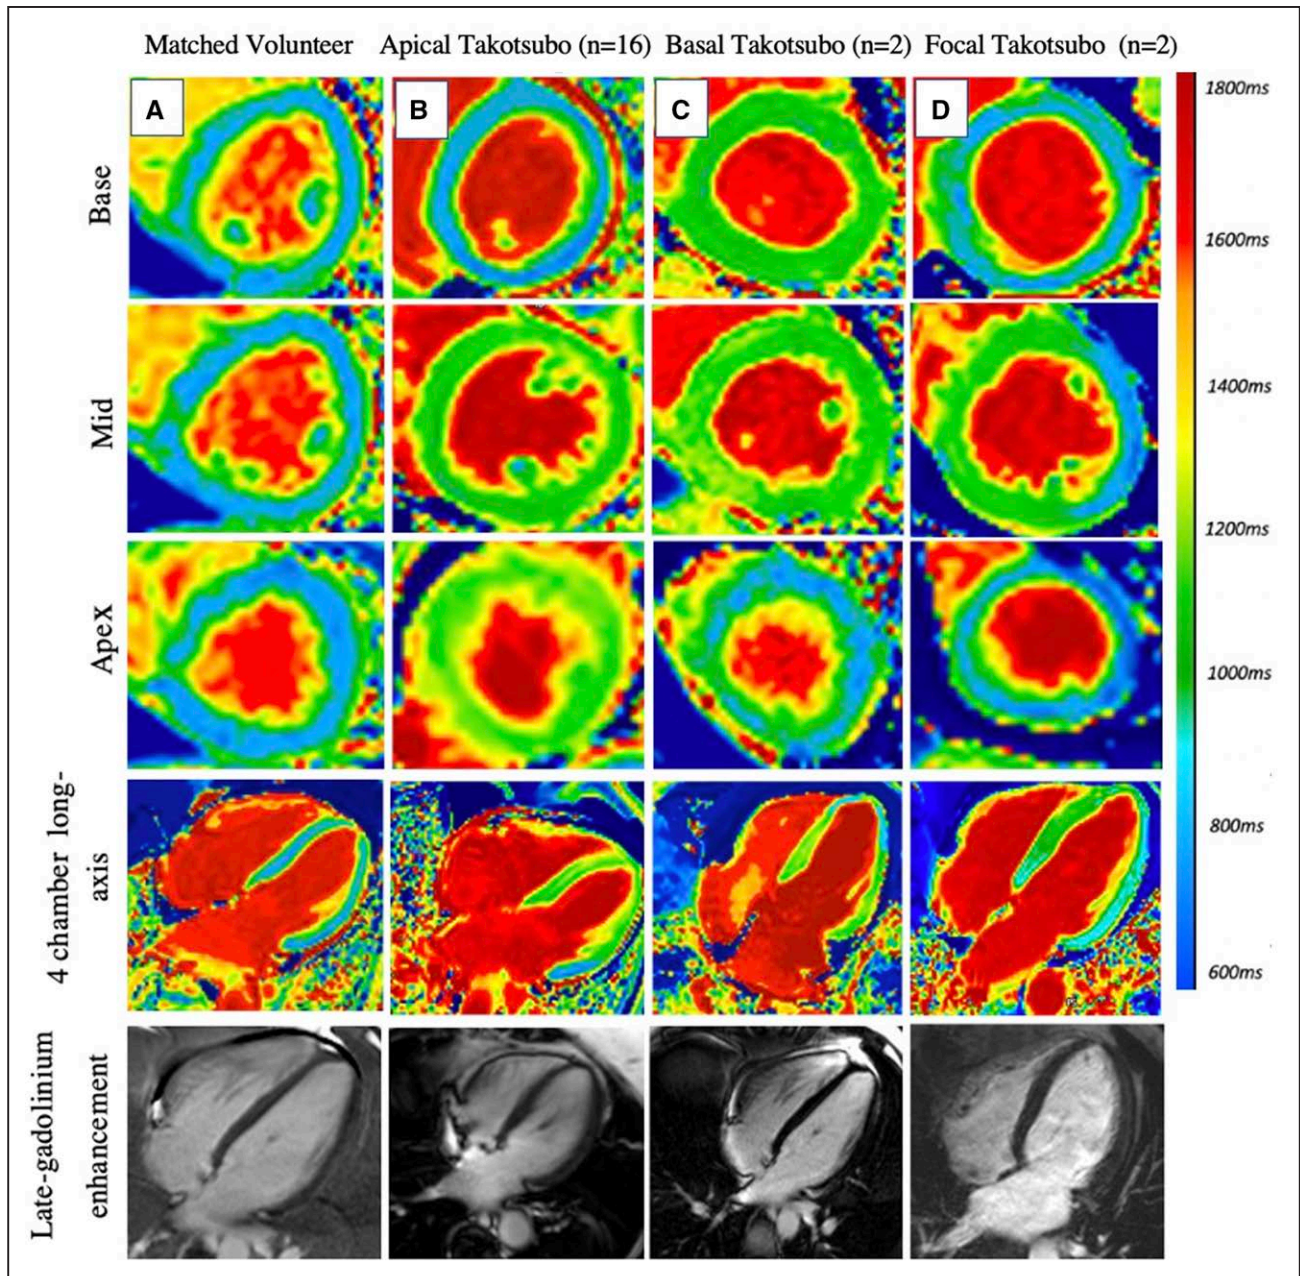 Matched Volunteer Apical Takotsubo (n=16) Basal Takotsubo (n=2) Focal Takotsubo (n=2)
A B C D
Base
Mid
Apex
4 chamber long-
axis
Late-gadolinium
enhancement
1800ms
1600ms
1400ms
1200ms
1000ms
800ms
600ms